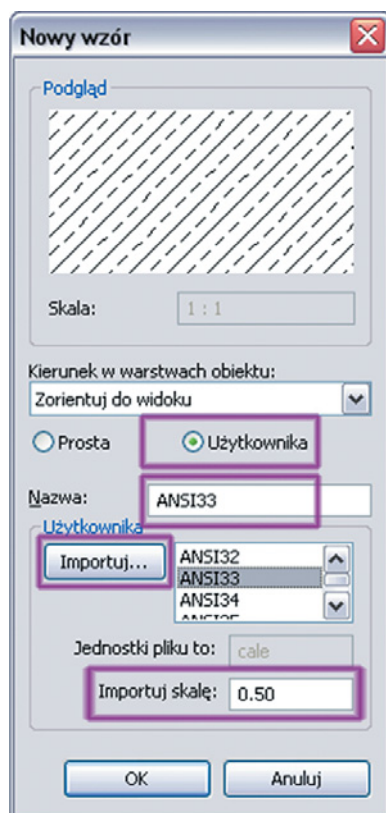 Nowy wzór
Podgląd
Skala: 1 : 1
Kierunek w warstwach obiektu:
Zorientuj do widoku
Prosta Użytkownika
Nazwa: ANSI33
Użytkownika
Importuj... ANSI32
ANSI33
ANSI34
ANSI35
Jednostki pliku to: cale
Importuj skalę: 0.50
OK Anuluj